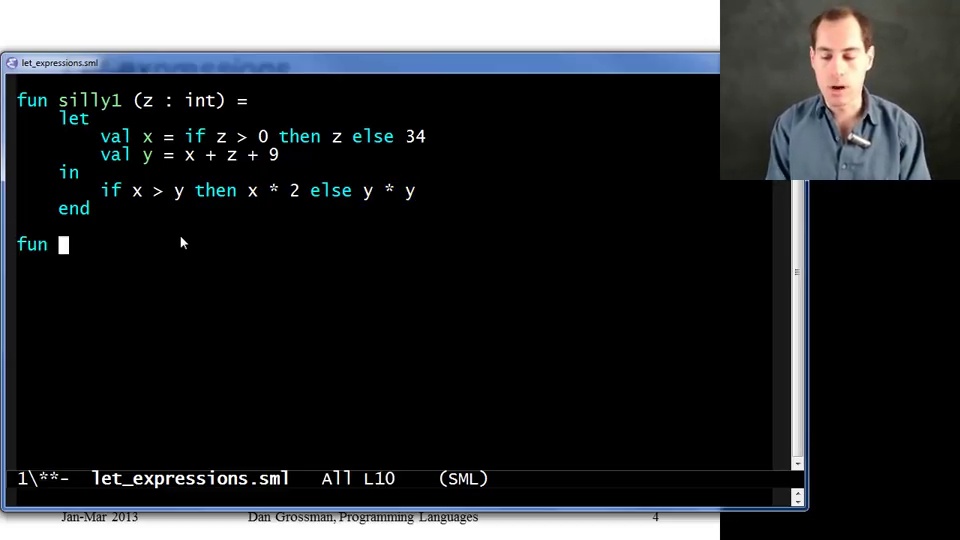 let_expressions.sml
fun silly1 (z : int) =
let
val x = if z > 0 then z else 34
val y = x + z + 9
in
if x > y then x * 2 else y * y
end
fun
1\**- let_expressions.sml All L10 (SML)
Jan-Mar 2013 Dan Grossman, Programming Languages 4